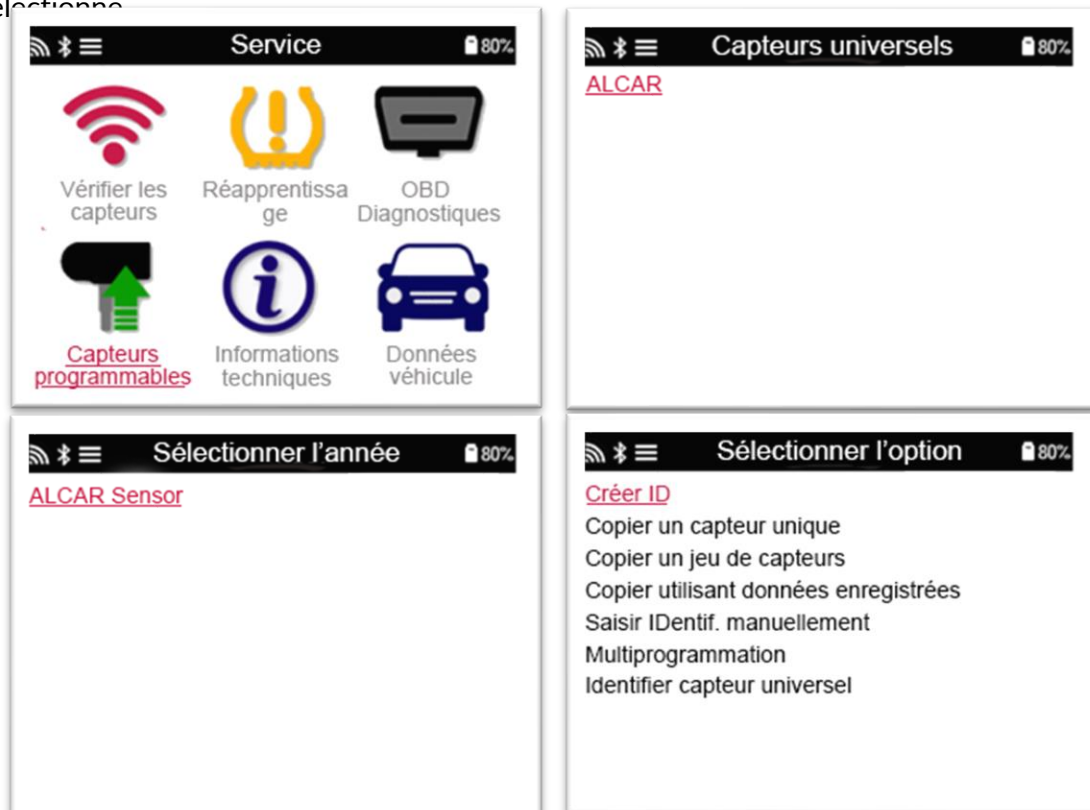 Service 80%
Vérifier les
capteurs
Réapprentissa
ge
OBD
Diagnostiques
Capteurs
programmables
Informations
techniques
Données
véhicule
Capteurs universels 80%
ALCAR
Sélectionner l'année 80%
ALCAR Sensor
Sélectionner l'option 80%
Créer ID
Copier un capteur unique
Copier un jeu de capteurs
Copier utilisant données enregistrées
Saisir IDentif. manuellement
Multiprogrammation
Identifier capteur universel